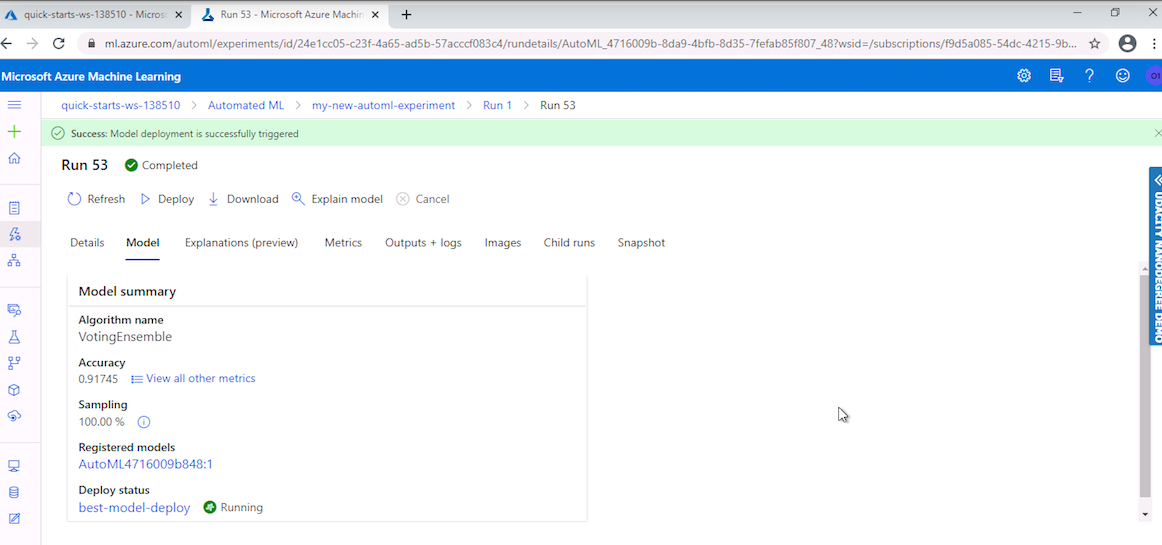 quick-starts-ws-138510 - Micros
Run 53 - Microsoft Azure Machin
ml.azure.com/automl/experiments/id/24e1cc05-c23f-4a65-ad5b-57acccf083c4/rundetails/AutoML_4716009b-8da9-4bfb-8d35-7fefab85f807_48?wsid=/subscriptions/f9d5a085-54dc-4215-9b...
Microsoft Azure Machine Learning
01
quick-starts-ws-138510 > Automated ML > my-new-automl-experiment > Run 1 > Run 53
Success: Model deployment is successfully triggered
Run 53 Completed
Refresh Deploy Download Explain model Cancel
Details Model Explanations (preview) Metrics Outputs + logs Images Child runs Snapshot
Model summary
Algorithm name
VotingEnsemble
Accuracy
0.91745 View all other metrics
Sampling
100.00 %
Registered models
AutoML4716009b848:1
Deploy status
best-model-deploy Running
UDACITY NANODEGREE DEMO